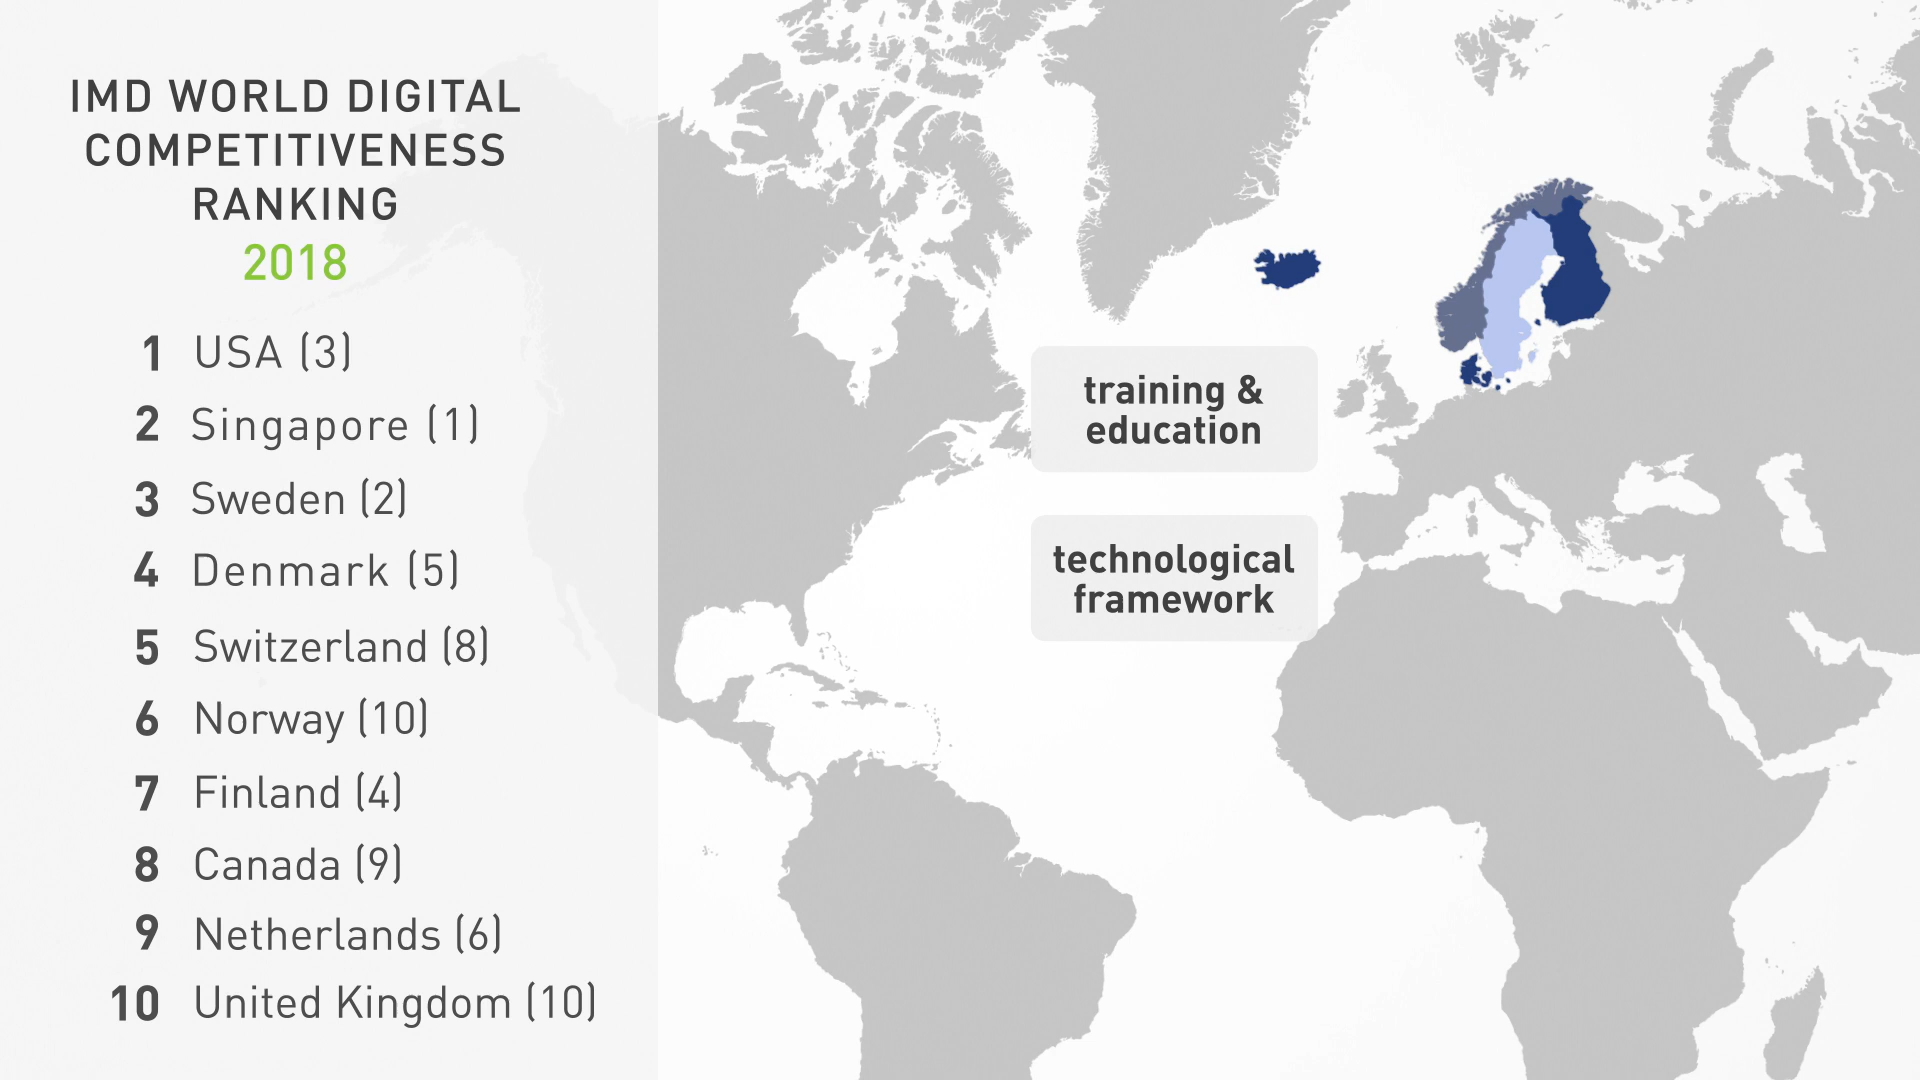 IMD WORLD DIGITAL
COMPETITIVENESS
RANKING
2018
1 USA (3)
2 Singapore (1)
3 Sweden (2)
4 Denmark (5)
5 Switzerland (8)
6 Norway (10)
7 Finland (4)
8 Canada (9)
9 Netherlands (6)
10 United Kingdom (10)
training &
education
technological
framework